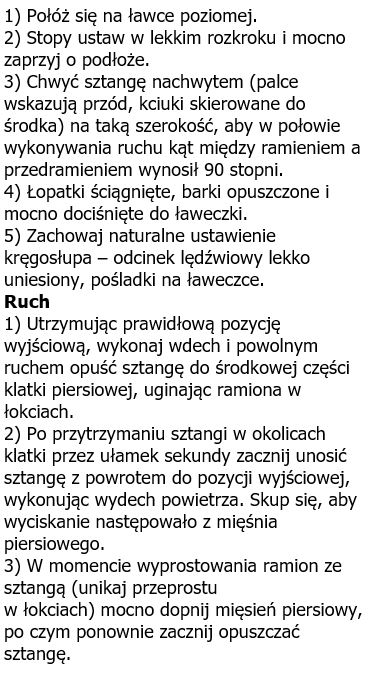 1) Połóż się na ławce poziomej.
2) Stopy ustaw w lekkim rozkroku i mocno
zaprzyj o podłoże.
3) Chwyć sztangę nachwytem (palce
wskazują przód, kciuki skierowane do
środka) na taką szerokość, aby w połowie
wykonywania ruchu kąt między ramieniem a
przedramieniem wynosił 90 stopni.
4) Łopatki ściągnięte, barki opuszczone i
mocno dociśnięte do ławeczki.
5) Zachowaj naturalne ustawienie
kręgosłupa – odcinek lędźwiowy lekko
uniesiony, pośladki na ławeczce.
Ruch
1) Utrzymując prawidłową pozycję
wyjściową, wykonaj wdech i powolnym
ruchem opuść sztangę do środkowej części
klatki piersiowej, uginając ramiona w
łokciach.
2) Po przytrzymaniu sztangi w okolicach
klatki przez ułamek sekundy zacznij unosić
sztangę z powrotem do pozycji wyjściowej,
wykonując wydech powietrza. Skup się, aby
wyciskanie następowało z mięśnia
piersiowego.
3) W momencie wyprostowania ramion ze
sztangą (unikaj przeprostu
w łokciach) mocno dopnij mięsień piersiowy,
po czym ponownie zacznij opuszczać
sztangę.